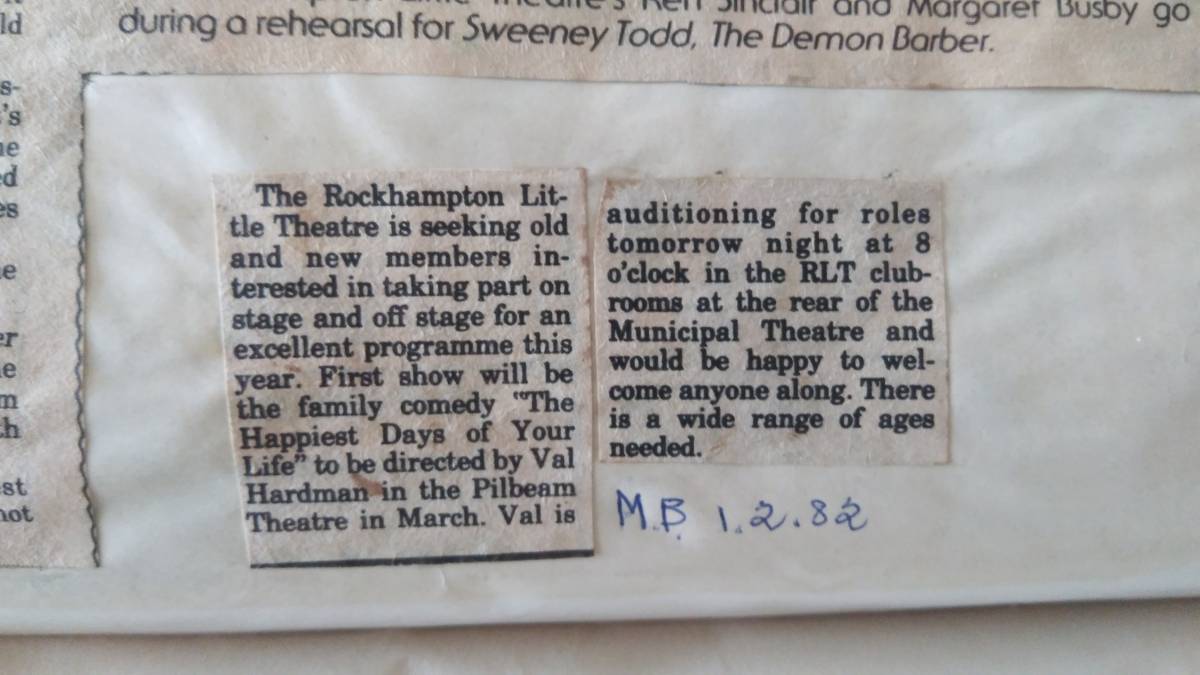 Sinclair and Margaret Busby go
during a rehearsal for Sweeney Todd, The Demon Barber.
The Rockhampton Lit-
tle Theatre is seeking old
and new members in-
terested in taking part on
stage and off stage for an
excellent programme this
year. First show will be
the family comedy "The
Happiest Days of Your
Life" to be directed by Val
Hardman in the Pilbeam
Theatre in March. Val is
auditioning for roles
tomorrow night at 8
o'clock in the RLT club-
rooms at the rear of the
Municipal Theatre and
would be happy to wel-
come anyone along. There
is a wide range of ages
needed.
M.B. 1.2.82